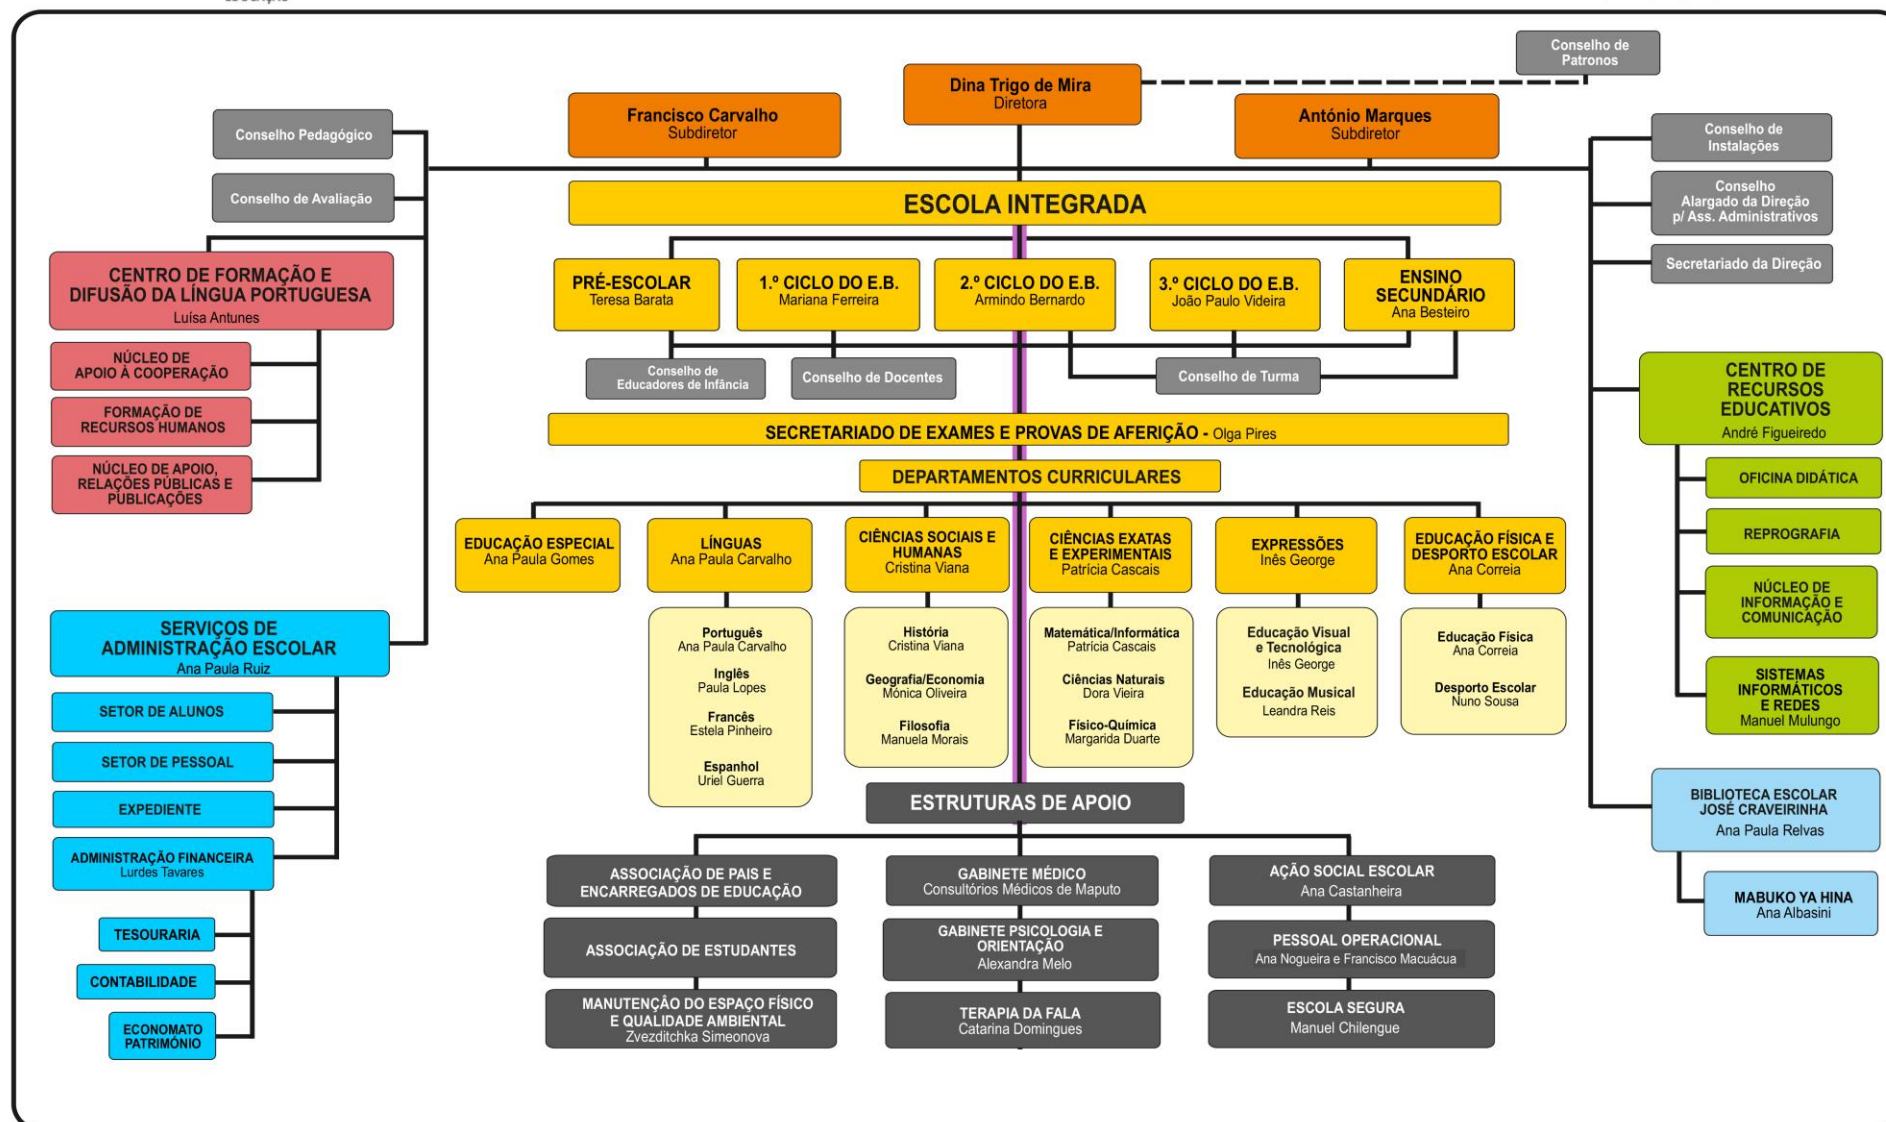 Conselho de
Patronos
Dina Trigo de Mira
Diretora
Francisco Carvalho
Subdiretor
António Marques
Subdiretor
Conselho Pedagógico
Conselho de Avaliação
Conselho de
Instalações
Conselho
Alargado da Direção
p/ Ass. Administrativos
Secretariado da Direção
ESCOLA INTEGRADA
CENTRO DE FORMAÇÃO E
DIFUSÃO DA LÍNGUA PORTUGUESA
Luísa Antunes
NÚCLEO DE
APOIO À COOPERAÇÃO
FORMAÇÃO DE
RECURSOS HUMANOS
NÚCLEO DE APOIO,
RELAÇÕES PÚBLICAS E
PUBLICAÇÕES
PRÉ-ESCOLAR
Teresa Barata
1.º CICLO DO E.B.
Mariana Ferreira
2.º CICLO DO E.B.
Armindo Bernardo
3.º CICLO DO E.B.
João Paulo Videira
ENSINO
SECUNDÁRIO
Ana Besteiro
Conselho de
Educadores de Infância
Conselho de Docentes
Conselho de Turma
SECRETARIADO DE EXAMES E PROVAS DE AFERIÇÃO - Olga Pires
DEPARTAMENTOS CURRICULARES
EDUCAÇÃO ESPECIAL
Ana Paula Gomes
LÍNGUAS
Ana Paula Carvalho
CIÊNCIAS SOCIAIS E
HUMANAS
Cristina Viana
CIÊNCIAS EXATAS
E EXPERIMENTAIS
Patrícia Cascais
EXPRESSÕES
Inês George
EDUCAÇÃO FÍSICA E
DESPORTO ESCOLAR
Ana Correia
Português
Ana Paula Carvalho
Inglês
Paula Lopes
Francês
Estela Pinheiro
Espanhol
Uriel Guerra
História
Cristina Viana
Geografia/Economia
Mónica Oliveira
Filosofia
Manuela Morais
Matemática/Informática
Patrícia Cascais
Ciências Naturais
Dora Vieira
Físico-Química
Margarida Duarte
Educação Visual
e Tecnológica
Inês George
Educação Musical
Leandra Reis
Educação Física
Ana Correia
Desporto Escolar
Nuno Sousa
CENTRO DE
RECURSOS
EDUCATIVOS
André Figueiredo
OFICINA DIDÁTICA
REPROGRAFIA
NÚCLEO DE
INFORMAÇÃO E
COMUNICAÇÃO
SISTEMAS
INFORMÁTICOS
E REDES
Manuel Mulungo
SERVIÇOS DE
ADMINISTRAÇÃO ESCOLAR
Ana Paula Ruiz
SETOR DE ALUNOS
SETOR DE PESSOAL
EXPEDIENTE
ADMINISTRAÇÃO FINANCEIRA
Lurdes Tavares
TESOURARIA
CONTABILIDADE
ECONOMATO
PATRIMÓNIO
BIBLIOTECA ESCOLAR
JOSÉ CRAVEIRINHA
Ana Paula Relvas
MABUKO YA HINA
Ana Albasini
ESTRUTURAS DE APOIO
ASSOCIAÇÃO DE PAIS E
ENCARREGADOS DE EDUCAÇÃO
ASSOCIAÇÃO DE ESTUDANTES
MANUTENÇÂO DO ESPAÇO FÍSICO
E QUALIDADE AMBIENTAL
Zvezditchka Simeonova
GABINETE MÉDICO
Consultórios Médicos de Maputo
GABINETE PSICOLOGIA E
ORIENTAÇÃO
Alexandra Melo
TERAPIA DA FALA
Catarina Domingues
AÇÃO SOCIAL ESCOLAR
Ana Castanheira
PESSOAL OPERACIONAL
Ana Nogueira e Francisco Macuácua
ESCOLA SEGURA
Manuel Chilengue